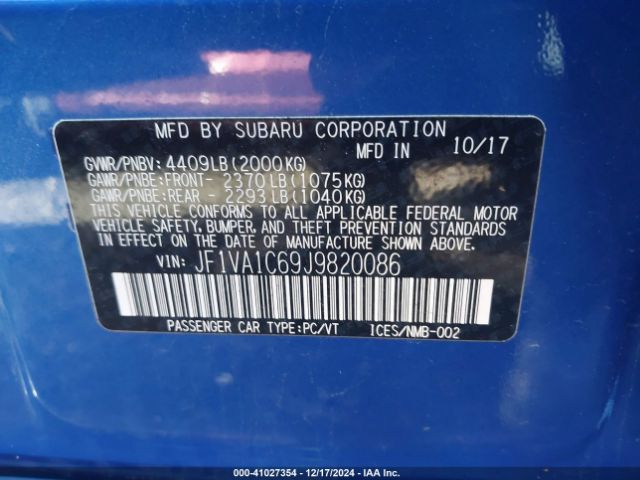 MFD BY SUBARU CORPORATION
MFD IN 10/17
GVWR/PNBV: 4409LB(2000KG)
GAWR/PNBE:FRONT- 2370LB(1075KG)
GAWR/PNBE:REAR - 2293LB(1040KG)
THIS VEHICLE CONFORMS TO ALL APPLICABLE FEDERAL MOTOR
VEHICLE SAFETY, BUMPER, AND THEFT PREVENTION STANDARDS
IN EFFECT ON THE DATE OF MANUFACTURE SHOWN ABOVE.
VIN: JF1VA1C69J9820086
PASSENGER CAR TYPE:PC/VT ICES/NMB-002
© - 41027354 - 12/17/2024 - IAA Inc.